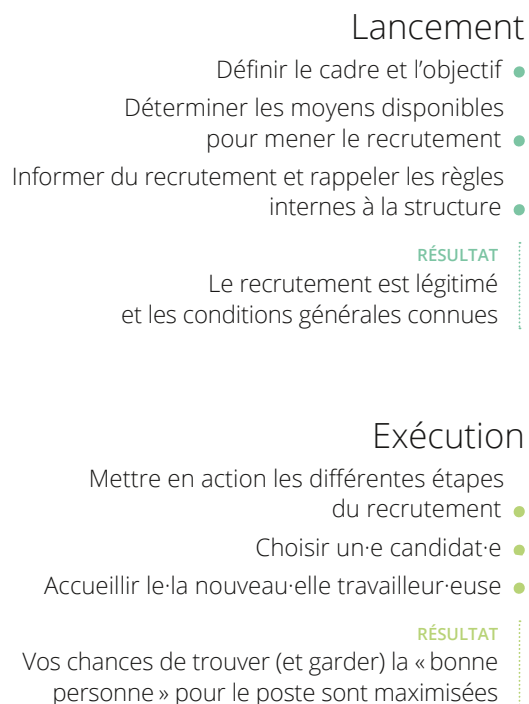 Lancement
Définir le cadre et l’objectif
Déterminer les moyens disponibles
pour mener le recrutement
Informer du recrutement et rappeler les règles
internes à la structure
RÉSULTAT
Le recrutement est légitimé
et les conditions générales connues
Exécution
Mettre en action les différentes étapes
du recrutement
Choisir un·e candidat·e
Accueillir le·la nouveau·elle travailleur·euse
RÉSULTAT
Vos chances de trouver (et garder) la « bonne
personne » pour le poste sont maximisées